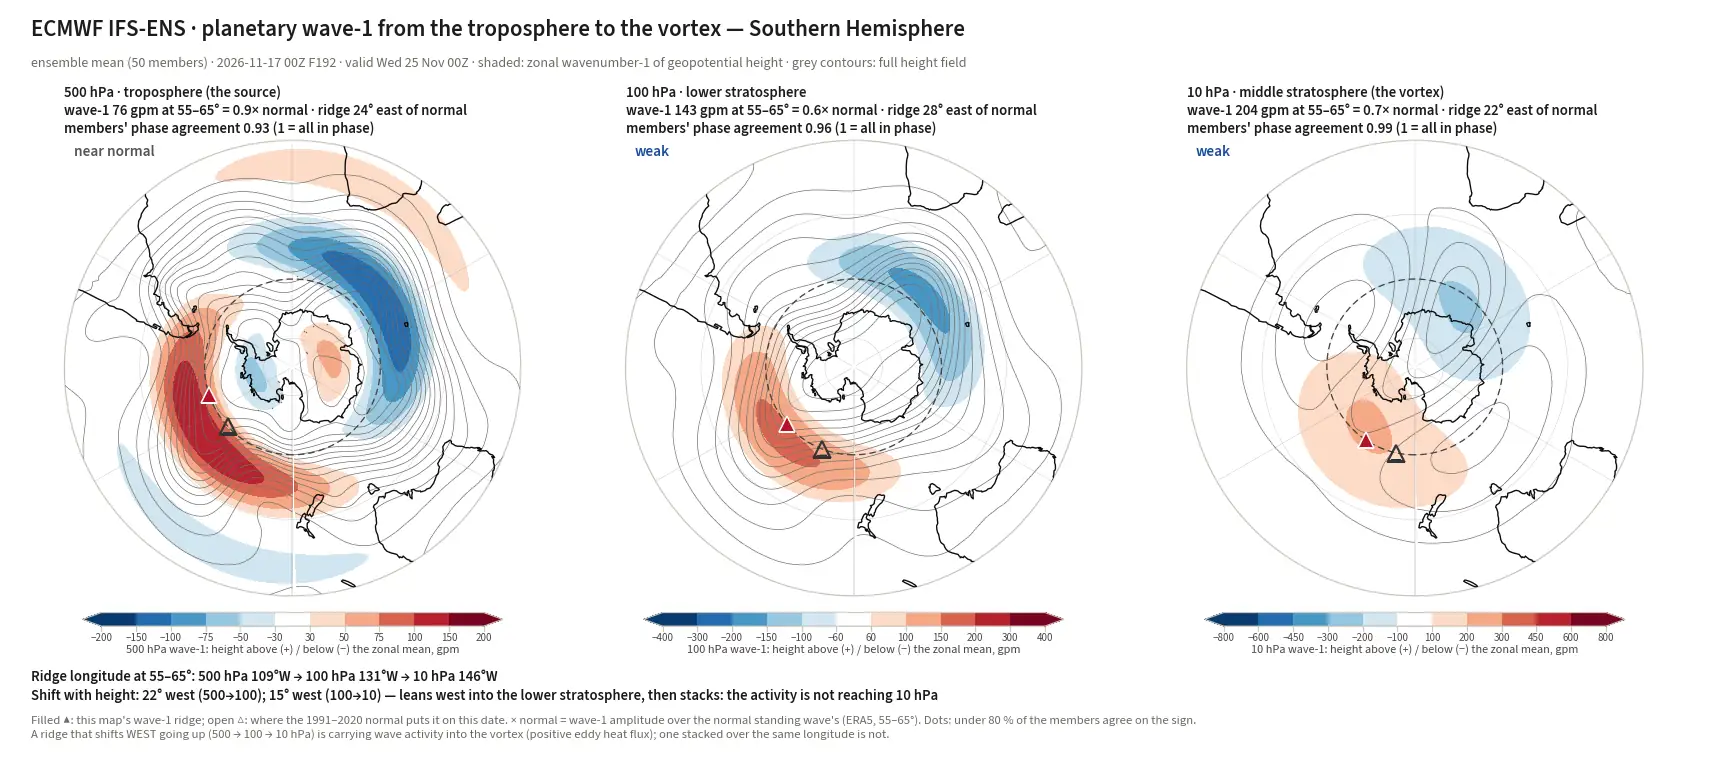 ECMWF IFS-ENS · planetary wave-1 from the troposphere to the vortex — Southern Hemisphere
ensemble mean (50 members) · 2026-11-17 00Z F192 · valid Wed 25 Nov 00Z · shaded: zonal wavenumber-1 of geopotential height · grey contours: full height field
500 hPa · troposphere (the source)
wave-1 76 gpm at 55–65° = 0.9× normal · ridge 24° east of normal
members' phase agreement 0.93 (1 = all in phase)
near normal
100 hPa · lower stratosphere
wave-1 143 gpm at 55–65° = 0.6× normal · ridge 28° east of normal
members' phase agreement 0.96 (1 = all in phase)
weak
10 hPa · middle stratosphere (the vortex)
wave-1 204 gpm at 55–65° = 0.7× normal · ridge 22° east of normal
members' phase agreement 0.99 (1 = all in phase)
weak
−200 −150 −100 −75 −50 −30 30 50 75 100 150 200
500 hPa wave-1: height above (+) / below (−) the zonal mean, gpm
−400 −300 −200 −150 −100 −60 60 100 150 200 300 400
100 hPa wave-1: height above (+) / below (−) the zonal mean, gpm
−800 −600 −450 −300 −200 −100 100 200 300 450 600 800
10 hPa wave-1: height above (+) / below (−) the zonal mean, gpm
Ridge longitude at 55–65°: 500 hPa 109°W → 100 hPa 131°W → 10 hPa 146°W
Shift with height: 22° west (500→100); 15° west (100→10) — leans west into the lower stratosphere, then stacks: the activity is not reaching 10 hPa
Filled ▲: this map's wave-1 ridge; open △: where the 1991–2020 normal puts it on this date. × normal = wave-1 amplitude over the normal standing wave's (ERA5, 55–65°). Dots: under 80 % of the members agree on the sign.
A ridge that shifts WEST going up (500 → 100 → 10 hPa) is carrying wave activity into the vortex (positive eddy heat flux); one stacked over the same longitude is not.